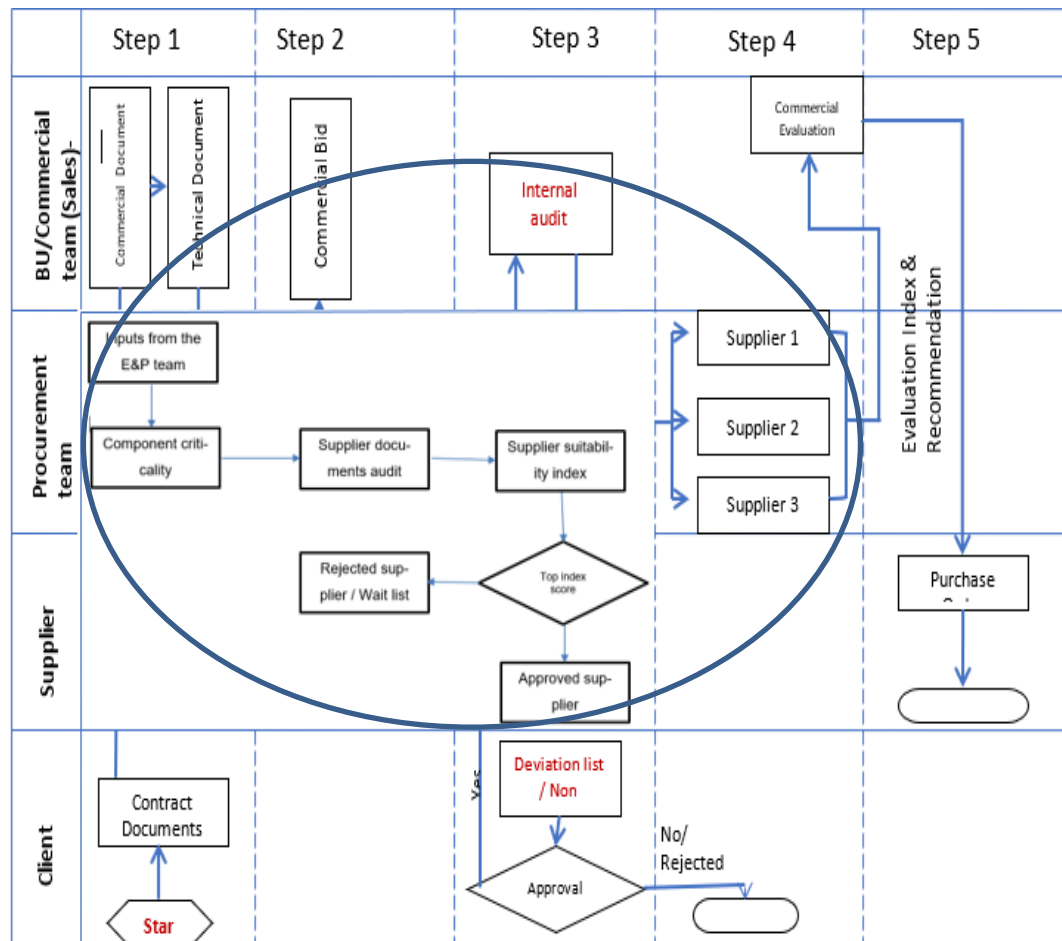 Step 1
Step 2
Step 3
Step 4
Step 5
BU/Commercial
team (Sales)-
Commercial Document
Technical Document
Commercial Bid
Internal
audit
Commercial
Evaluation
Procurement
team
Inputs from the
E&P team
Component criti-
cality
Supplier docu-
ments audit
Supplier suitabil-
ity index
Supplier 1
Supplier 2
Supplier 3
Evaluation Index &
Recommendation
Supplier
Rejected sup-
plier / Wait list
Top index
score
Approved sup-
plier
Purchase
Client
Contract
Documents
Star
Yes
Deviation list
/ Non
Approval
No/
Rejected